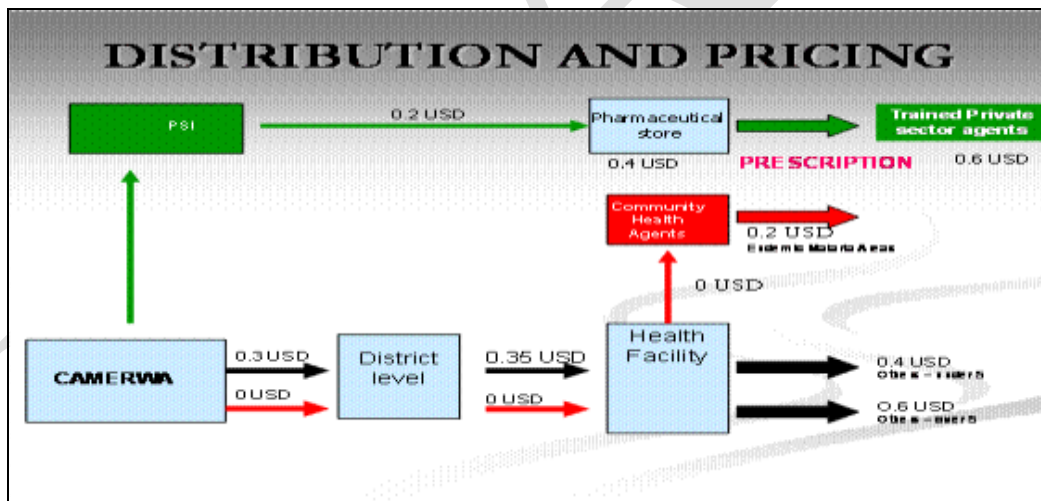 DISTRIBUTION AND PRICING
PSI
0.2 USD
Pharmaceutical
store
Trained Private
sector agents
0.4 USD
PRESCRIPTION
0.6 USD
Community
Health
Agents
0.2 USD
Areas
0 USD
CAMERWA
0.3 USD
0 USD
District
level
0.35 USD
0 USD
Health
Facility
0.4 USD
0.6 USD